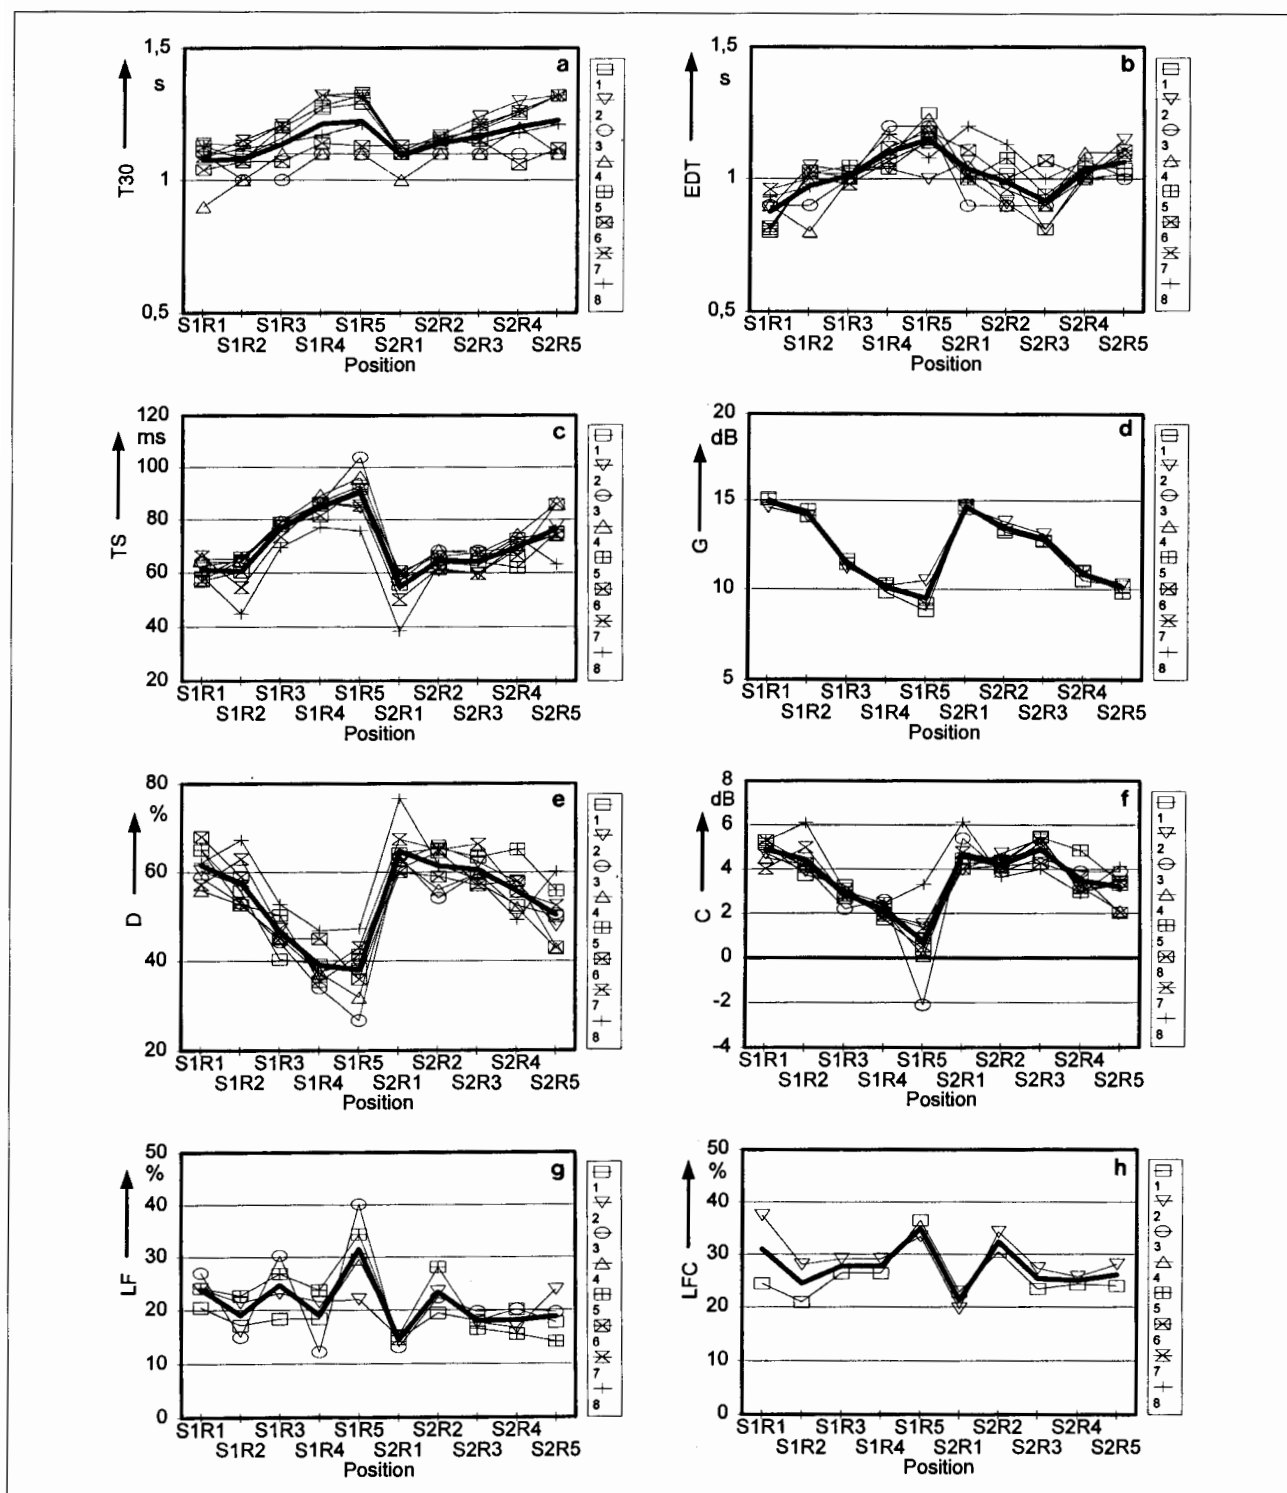 1,5
s
a
T30
1
0,5
S1R1 S1R3 S1R5 S2R2 S2R4
S1R2 S1R4 S2R1 S2R3 S2R5
Position
1
2
3
4
5
6
7
8
1,5
s
b
EDT
1
0,5
S1R1 S1R3 S1R5 S2R2 S2R4
S1R2 S1R4 S2R1 S2R3 S2R5
Position
1
2
3
4
5
6
7
8
120
ms
c
100
80
TS
60
40
20
S1R1 S1R3 S1R5 S2R2 S2R4
S1R2 S1R4 S2R1 S2R3 S2R5
Position
1
2
3
4
5
6
7
8
20
dB
d
15
G
10
5
S1R1 S1R3 S1R5 S2R2 S2R4
S1R2 S1R4 S2R1 S2R3 S2R5
Position
1
2
3
4
5
6
7
8
80
%
e
60
D
40
20
S1R1 S1R3 S1R5 S2R2 S2R4
S1R2 S1R4 S2R1 S2R3 S2R5
Position
1
2
3
4
5
6
7
8
8
dB
f
6
4
C
2
0
-2
-4
S1R1 S1R3 S1R5 S2R2 S2R4
S1R2 S1R4 S2R1 S2R3 S2R5
Position
1
2
3
4
5
8
7
8
50
%
g
40
30
LF
20
10
0
S1R1 S1R3 S1R5 S2R2 S2R4
S1R2 S1R4 S2R1 S2R3 S2R5
Position
1
2
3
4
5
6
7
8
50
%
h
40
30
LFC
20
10
0
S1R1 S1R3 S1R5 S2R2 S2R4
S1R2 S1R4 S2R1 S2R3 S2R5
Position
1
2
3
4
5
6
7
8